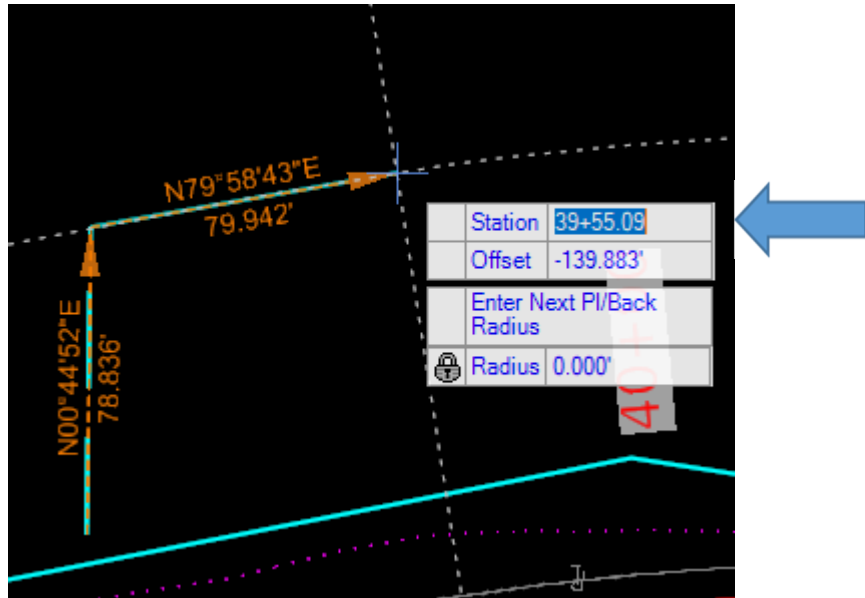 N79°58'43"E
79.942'
N00°44'52"E
78.836'
Station 39+55.09
Offset -139.883'
Enter Next PI/Back
Radius
Radius 0.000'